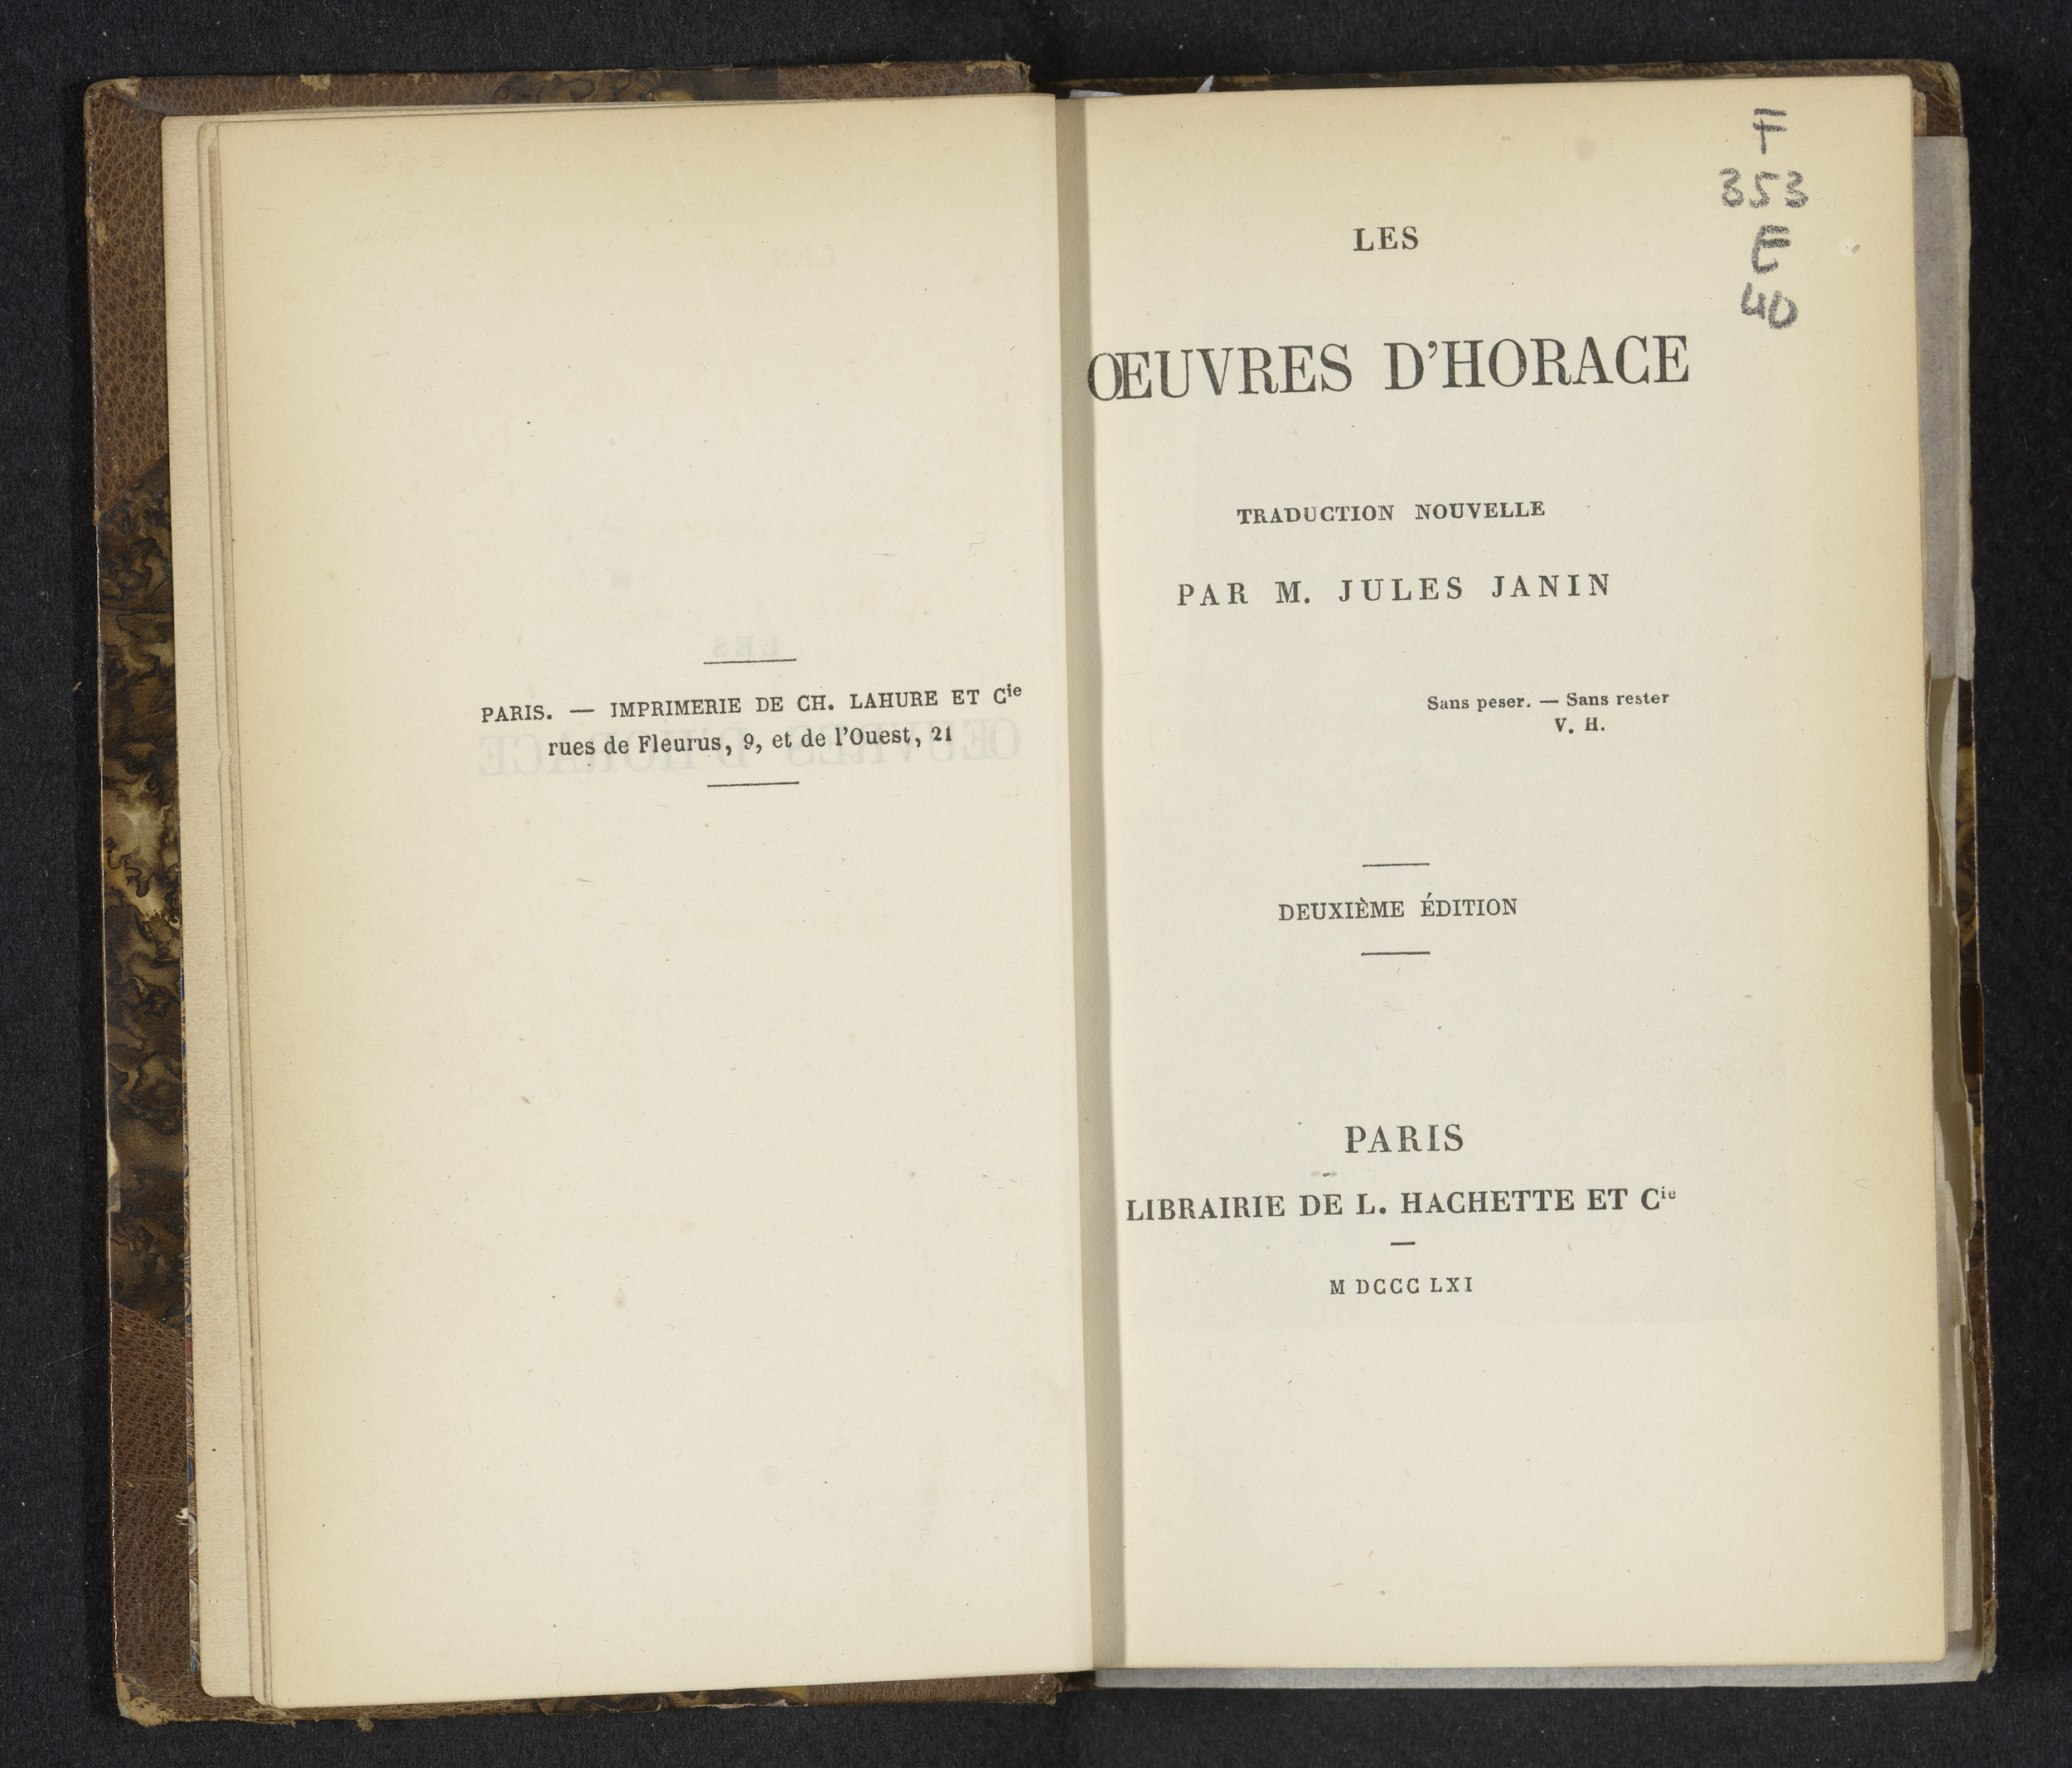 PARIS. — IMPRIMERIE DE CH. LAHURE ET Cie
rues de Fleurus, 9, et de l'Ouest, 21
F
353
E
40
LES
ŒUVRES D'HORACE
TRADUCTION NOUVELLE
PAR M. JULES JANIN
Sans peser. — Sans rester
V. H.
DEUXIÈME ÉDITION
PARIS
LIBRAIRIE DE L. HACHETTE ET Cie
M DCCC LXI